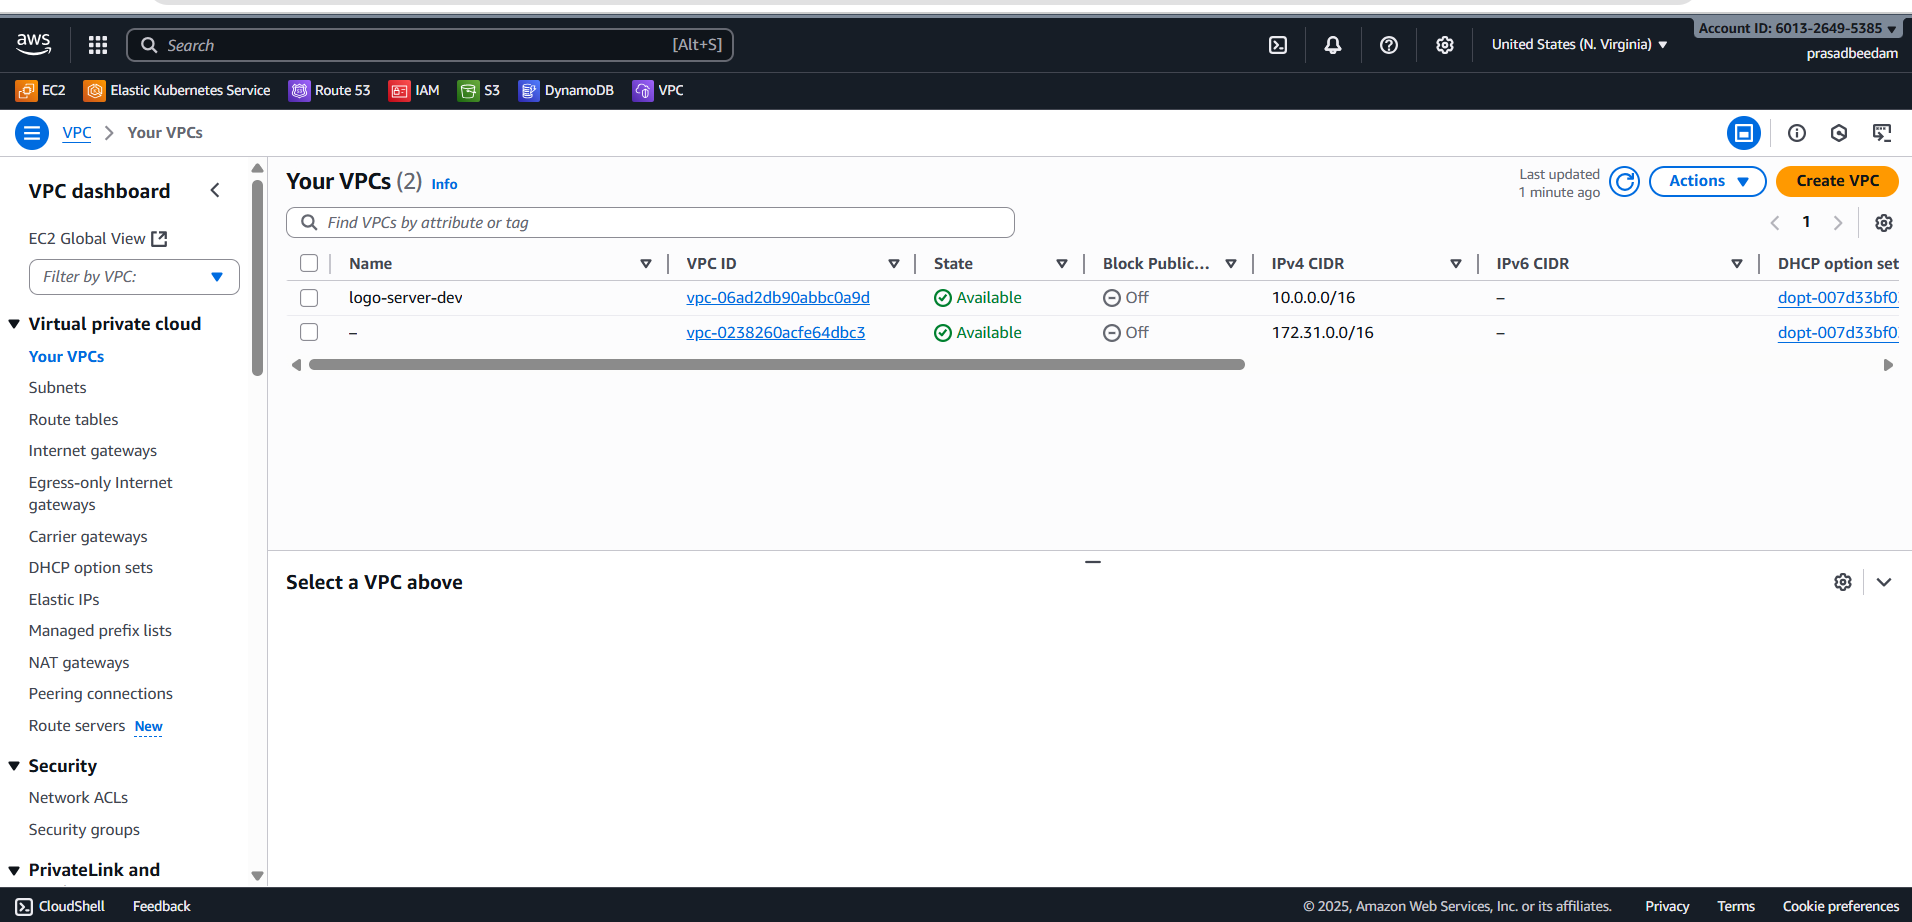 aws
Search [Alt+S]
United States (N. Virginia)
Account ID: 6013-2649-5385
prasadbeedam
EC2 Elastic Kubernetes Service Route 53 IAM S3 DynamoDB VPC
VPC Your VPCs
VPC dashboard
EC2 Global View
Filter by VPC:
Virtual private cloud
Your VPCs
Subnets
Route tables
Internet gateways
Egress-only Internet
gateways
Carrier gateways
DHCP option sets
Elastic IPs
Managed prefix lists
NAT gateways
Peering connections
Route servers New
Security
Network ACLs
Security groups
PrivateLink and
Your VPCs (2) Info
Last updated
1 minute ago
Actions
Create VPC
Find VPCs by attribute or tag
1
Name VPC ID State Block Public... IPv4 CIDR IPv6 CIDR DHCP option set
logo-server-dev vpc-06ad2db90abbc0a9d Available Off 10.0.0.0/16 – dopt-007d33bf0
– vpc-0238260acfe64dbc3 Available Off 172.31.0.0/16 – dopt-007d33bf0
Select a VPC above
CloudShell Feedback © 2025, Amazon Web Services, Inc. or its affiliates. Privacy Terms Cookie preferences